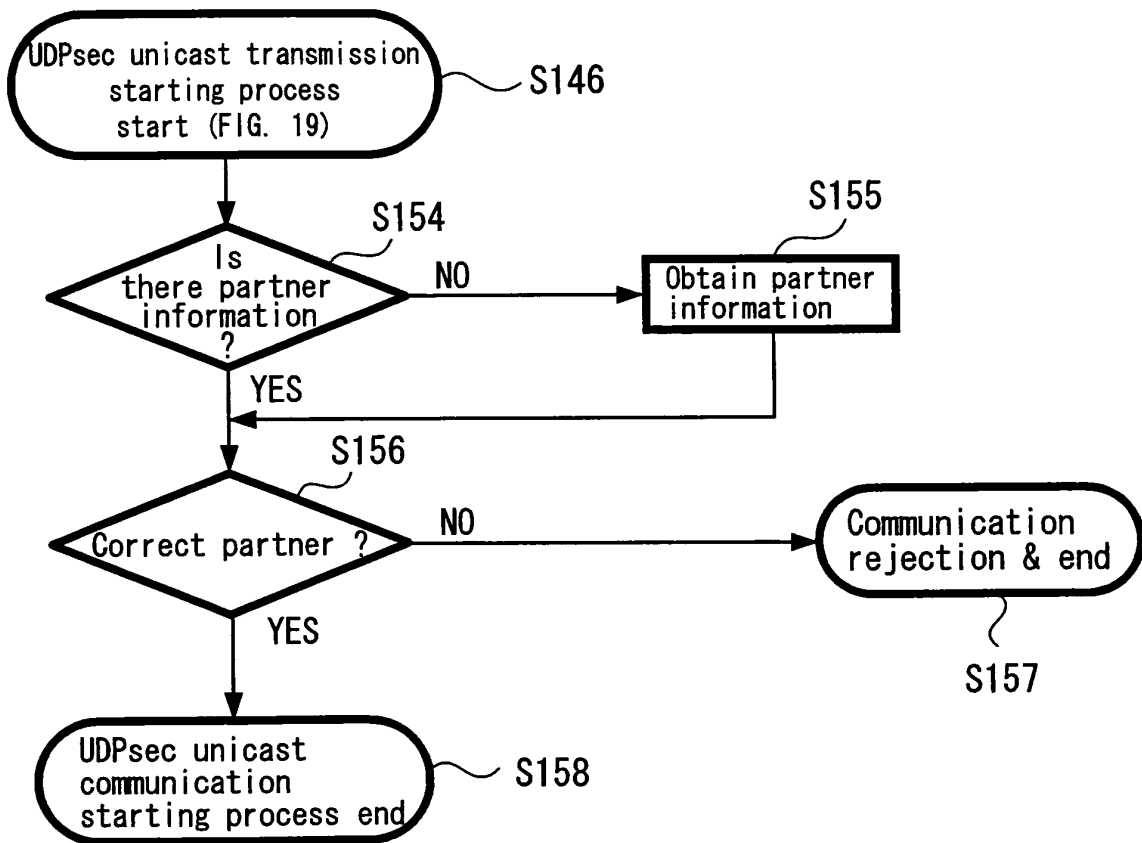 UDPsec unicast transmission
starting process
start (FIG. 19)
S146
S154
Is
there partner
information
?
NO
YES
S155
Obtain partner
information
S156
Correct partner ?
NO
YES
Communication
rejection & end
S157
UDPsec unicast
communication
starting process end
S158